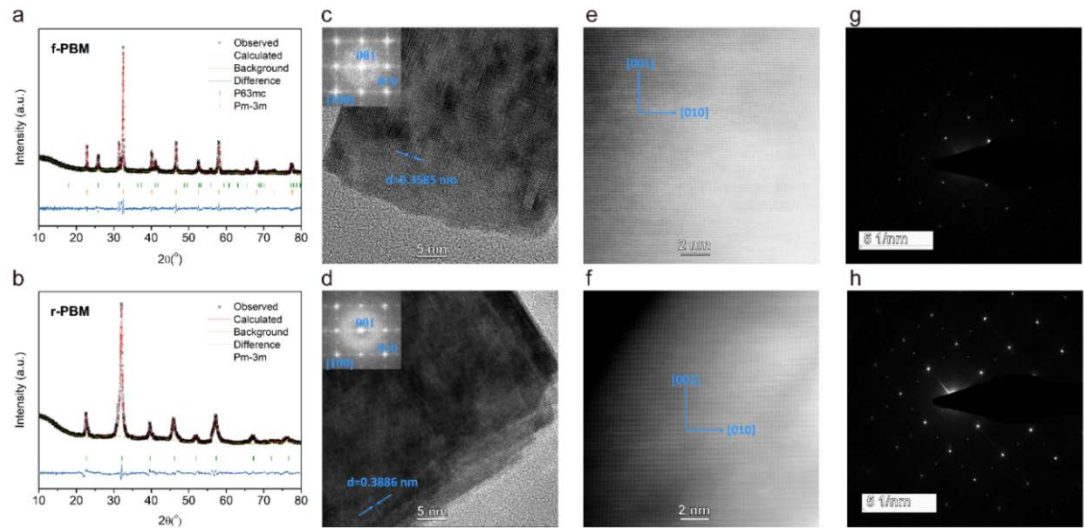 a
f-PBM
Observed
Calculated
Background
Difference
P63mc
Pm-3m
Intensity (a.u.)
10 20 30 40 50 60 70 80
2θ(°)
b
r-PBM
Observed
Calculated
Background
Difference
Pm-3m
Intensity (a.u.)
10 20 30 40 50 60 70 80
2θ(°)
c
001
d=0.3585 nm
5 nm
d
001
[100]
d=0.3886 nm
5 nm
e
[001]
[010]
2 nm
f
[001]
[010]
2 nm
g
5 1/nm
h
5 1/nm